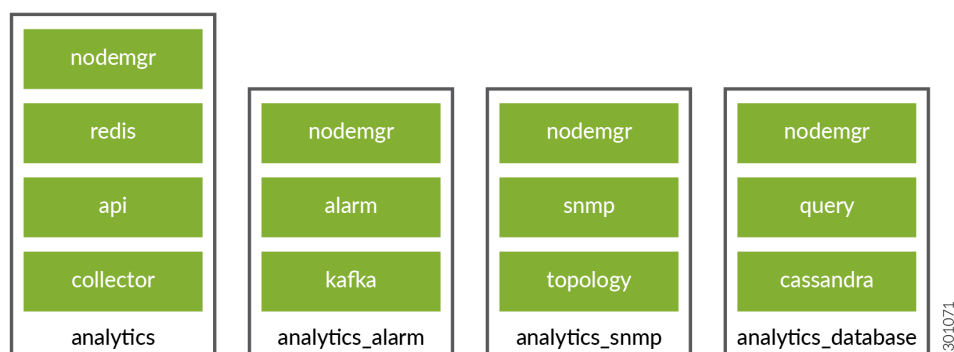 nodemgr
redis
api
collector
analytics
nodemgr
alarm
kafka
analytics_alarm
nodemgr
snmp
topology
analytics_snmp
nodemgr
query
cassandra
analytics_database
301071